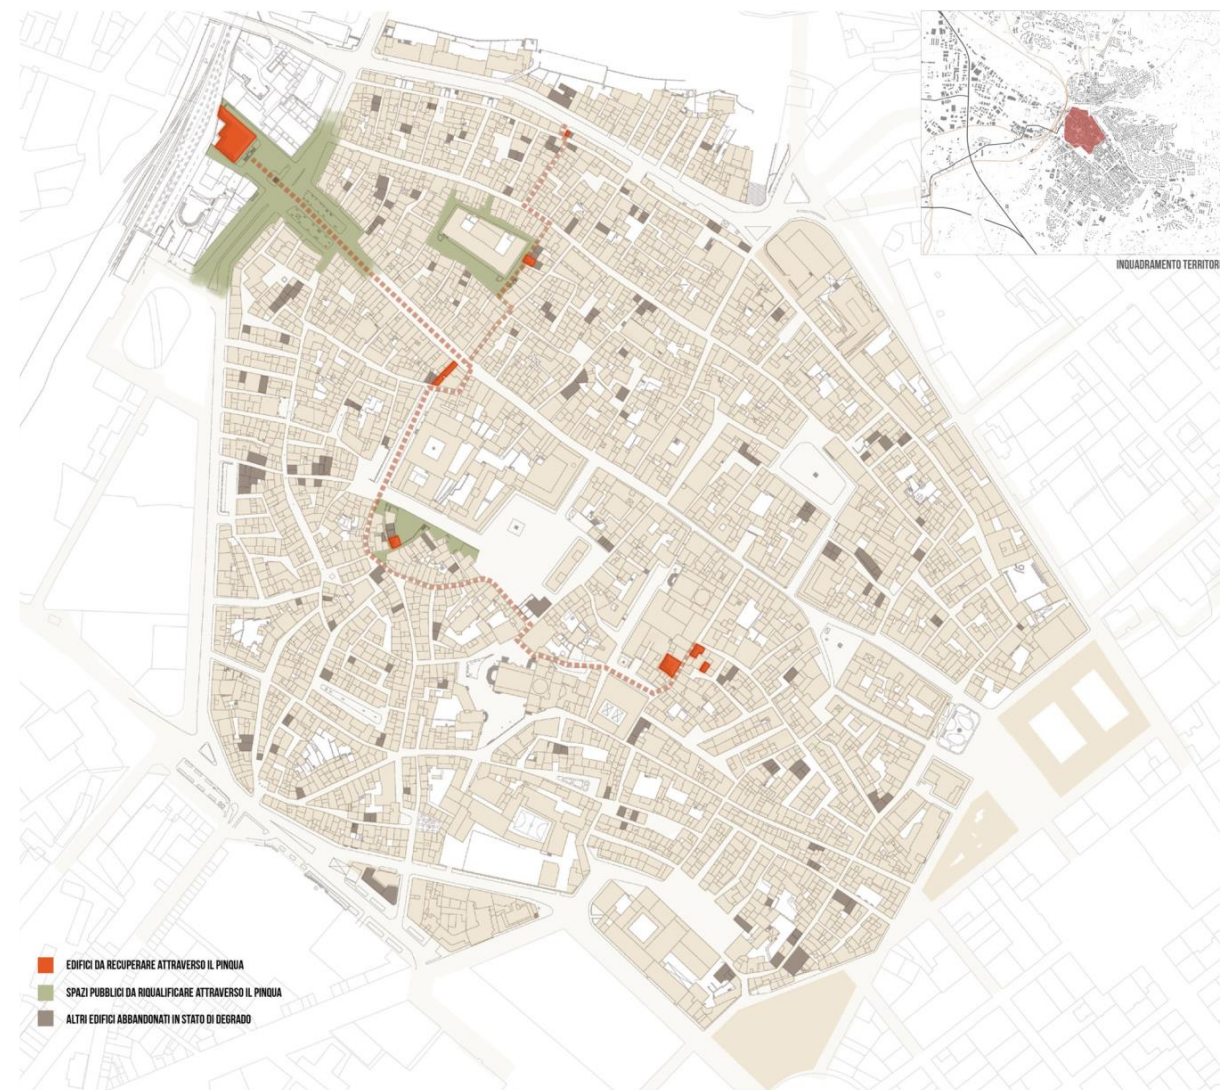 INQUADRAMENTO TERRITOR
EDIFICI DA RECUPERARE ATTRAVERSO IL PINQUA
SPAZI PUBBLICI DA RIQUALIFICARE ATTRAVERSO IL PINQUA
ALTRI EDIFICI ABBANDONATI IN STATO DI DEGRADO